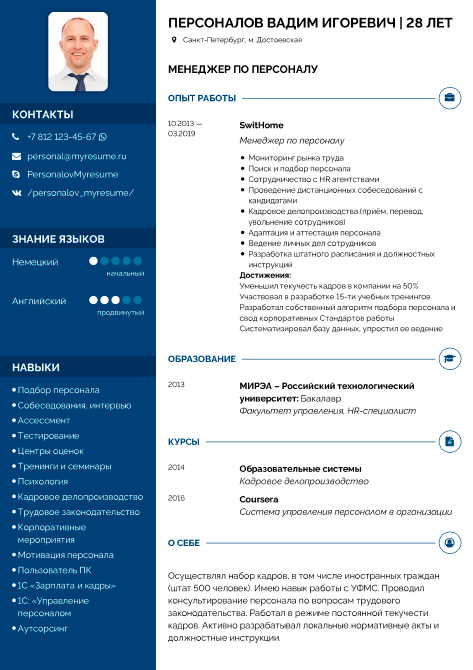 ПЕРСОНАЛОВ ВАДИМ ИГОРЕВИЧ | 28 ЛЕТ
Санкт-Петербург, м. Достоевская
МЕНЕДЖЕР ПО ПЕРСОНАЛУ
КОНТАКТЫ
+7 812 123-45-67
personal@myresume.ru
PersonalovMyresume
/personalov_myresume/
ЗНАНИЕ ЯЗЫКОВ
Немецкий
начальный
Английский
продвинутый
НАВЫКИ
Подбор персонала
Собеседования, интервью
Ассессмент
Тестирование
Центры оценок
Тренинги и семинары
Психология
Кадровое делопроизводство
Трудовое законодательство
Корпоративные
мероприятия
Мотивация персонала
Пользователь ПК
1С «Зарплата и кадры»
1С: «Управление
персоналом
Аутсорсинг
ОПЫТ РАБОТЫ
10.2013 —
03.2019
SwitHome
Менеджер по персоналу
Мониторинг рынка труда
Поиск и подбор персонала
Сотрудничество с HR агентствами
Проведение дистанционных собеседований с
кандидатами
Кадровое делопроизводства (приём, перевод,
увольнение сотрудников)
Адаптация и аттестация персонала
Ведение личных дел сотрудников
Разработка штатного расписания и должностных
инструкций
Достижения:
Уменьшил текучесть кадров в компании на 50%
Участвовал в разработке 15-ти учебных тренингов
Разработал собственный алгоритм подбора персонала и
свод корпоративных Стандартов работы
Систематизировал базу данных, упростил ее ведение
ОБРАЗОВАНИЕ
2013
МИРЭА – Российский технологический
университет: Бакалавр
Факультет управления, HR-специалист
КУРСЫ
2014
Образовательные системы
Кадровое делопроизводство
2016
Coursera
Система управления персоналом в организации
О СЕБЕ
Осуществлял набор кадров, в том числе иностранных граждан
(штат 500 человек). Имею навык работы с УФМС. Проводил
консультирование персонала по вопросам трудового
законодательства. Работал в режиме постоянной текучести
кадров. Активно разрабатывал локальные нормативные акты и
должностные инструкции.